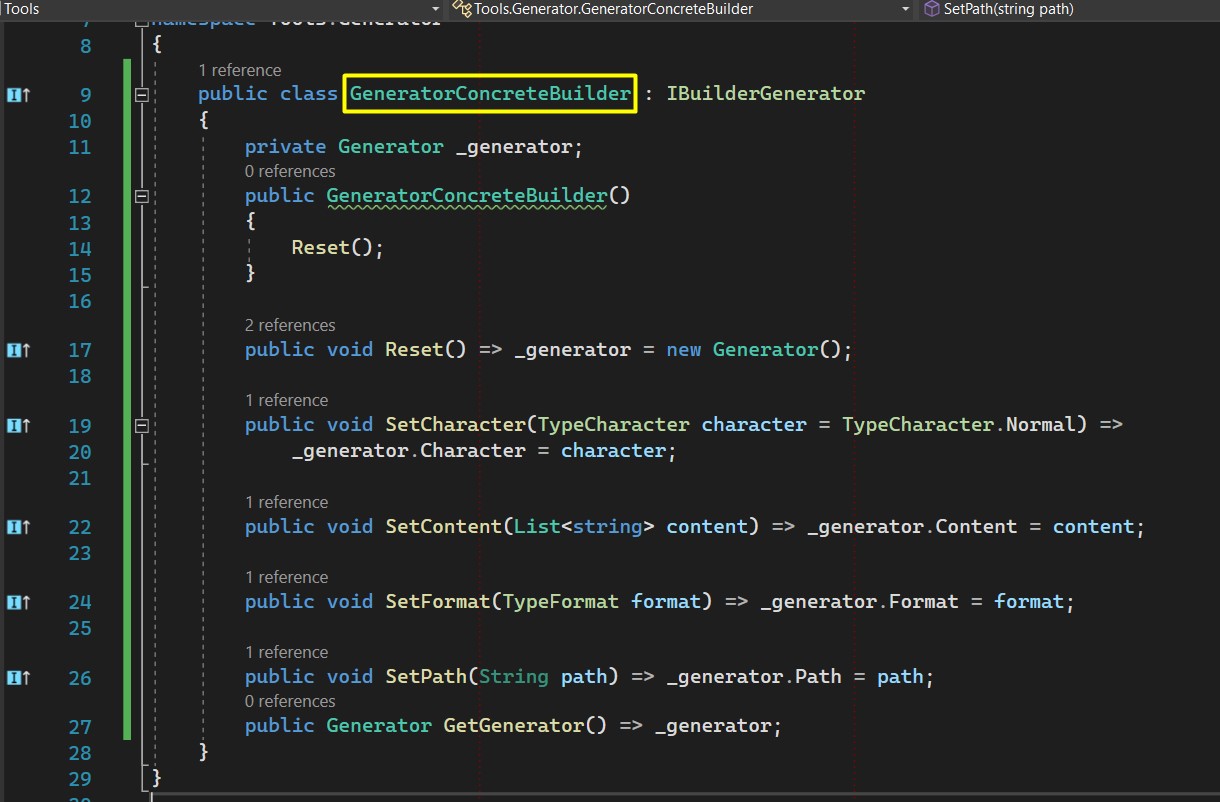 Tools
Tools.Generator.GeneratorConcreteBuilder
SetPath(string path)
7 namespace Tools.Generator
8 {
1 reference
9 public class GeneratorConcreteBuilder : IBuilderGenerator
10 {
11 private Generator _generator;
0 references
12 public GeneratorConcreteBuilder()
13 {
14 Reset();
15 }
16
2 references
17 public void Reset() => _generator = new Generator();
18
1 reference
19 public void SetCharacter(TypeCharacter character = TypeCharacter.Normal) =>
20 _generator.Character = character;
21
1 reference
22 public void SetContent(List<string> content) => _generator.Content = content;
23
1 reference
24 public void SetFormat(TypeFormat format) => _generator.Format = format;
25
1 reference
26 public void SetPath(String path) => _generator.Path = path;
0 references
27 public Generator GetGenerator() => _generator;
28 }
29 }
30